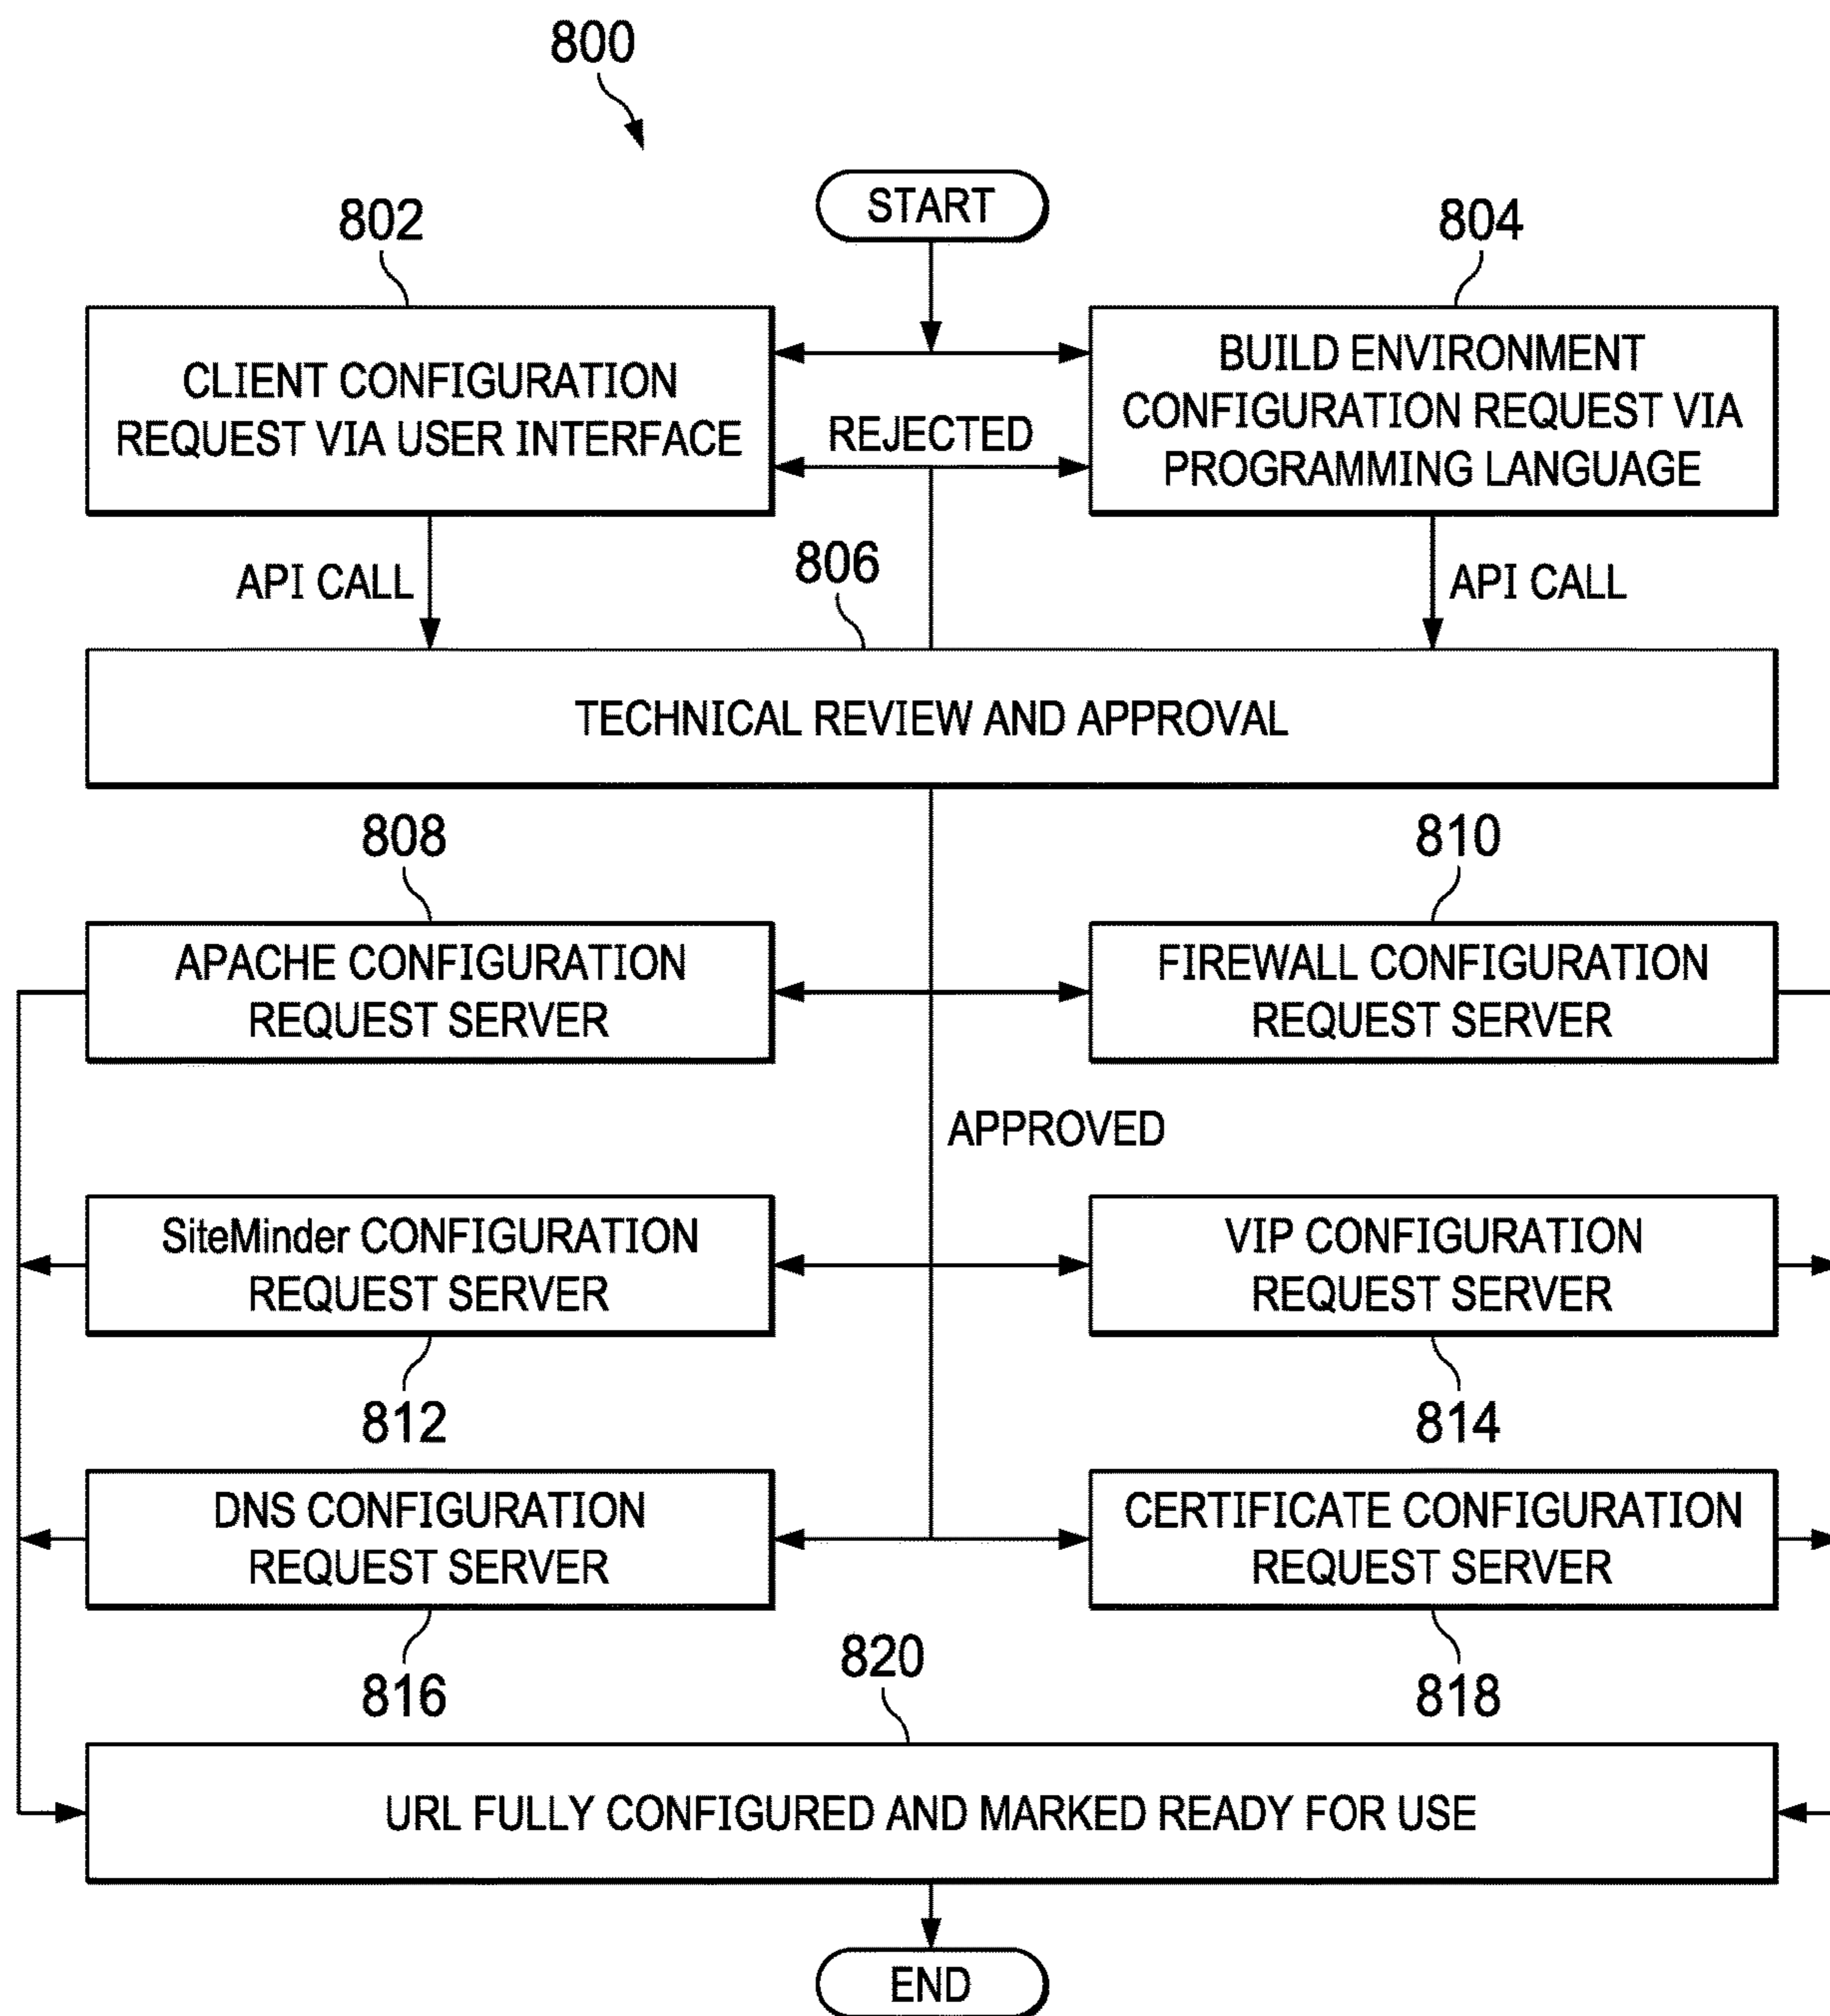 800
START
802
804
CLIENT CONFIGURATION
REQUEST VIA USER INTERFACE
BUILD ENVIRONMENT
CONFIGURATION REQUEST VIA
PROGRAMMING LANGUAGE
REJECTED
API CALL
806
API CALL
TECHNICAL REVIEW AND APPROVAL
808
810
APACHE CONFIGURATION
REQUEST SERVER
FIREWALL CONFIGURATION
REQUEST SERVER
APPROVED
SiteMinder CONFIGURATION
REQUEST SERVER
VIP CONFIGURATION
REQUEST SERVER
812
814
DNS CONFIGURATION
REQUEST SERVER
CERTIFICATE CONFIGURATION
REQUEST SERVER
816
820
818
URL FULLY CONFIGURED AND MARKED READY FOR USE
END